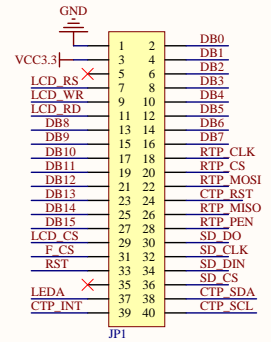 GND
1 2 DB0
VCC3.3 3 4 DB1
5 6 DB2
LCD_RS 7 8 DB3
LCD_WR 9 10 DB4
LCD_RD 11 12 DB5
DB8 13 14 DB6
DB9 15 16 DB7
DB10 17 18 RTP_CLK
DB11 19 20 RTP_CS
DB12 21 22 RTP_MOSI
DB13 23 24 CTP_RST
DB14 25 26 RTP_MISO
DB15 27 28 RTP_PEN
LCD_CS 29 30 SD_DO
F_CS 31 32 SD_CLK
RST 33 34 SD_DIN
35 36 SD_CS
LEDA 37 38 CTP_SDA
CTP_INT 39 40 CTP_SCL
JP1